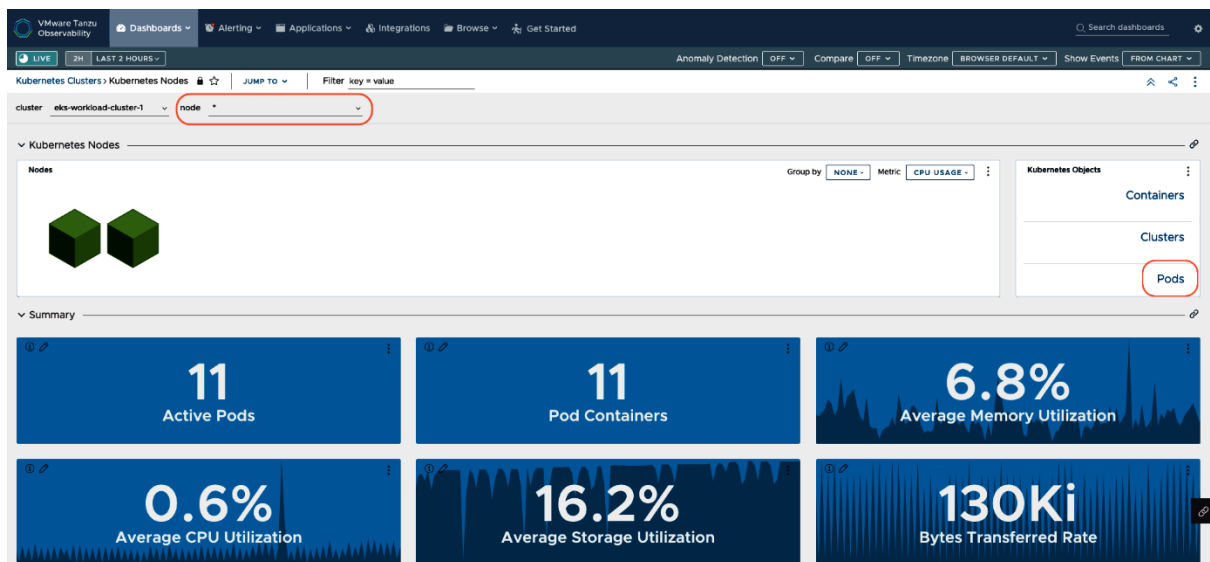 VMware Tanzu
Observability
Dashboards
Alerting
Applications
Integrations
Browse
Get Started
Search dashboards
LIVE
2H LAST 2 HOURS
Anomaly Detection OFF
Compare OFF
Timezone BROWSER DEFAULT
Show Events FROM CHART
Kubernetes Clusters > Kubernetes Nodes
JUMP TO
Filter key = value
cluster eks-workload-cluster-1
node *
Kubernetes Nodes
Nodes
Group by NONE
Metric CPU USAGE
Kubernetes Objects
Containers
Clusters
Pods
Summary
11
Active Pods
11
Pod Containers
6.8%
Average Memory Utilization
0.6%
Average CPU Utilization
16.2%
Average Storage Utilization
130Ki
Bytes Transferred Rate